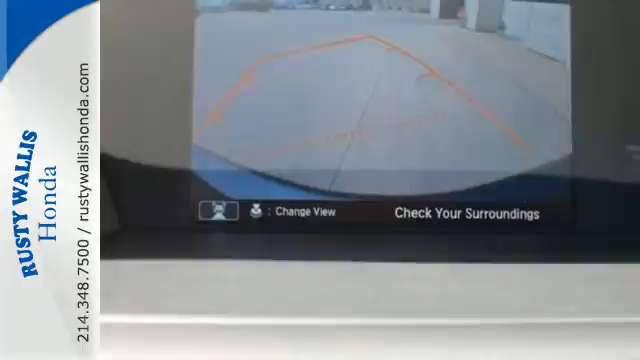 RUSTY WALLIS
Honda
214.348.7500 / rustywallishonda.com
: Change View
Check Your Surroundings